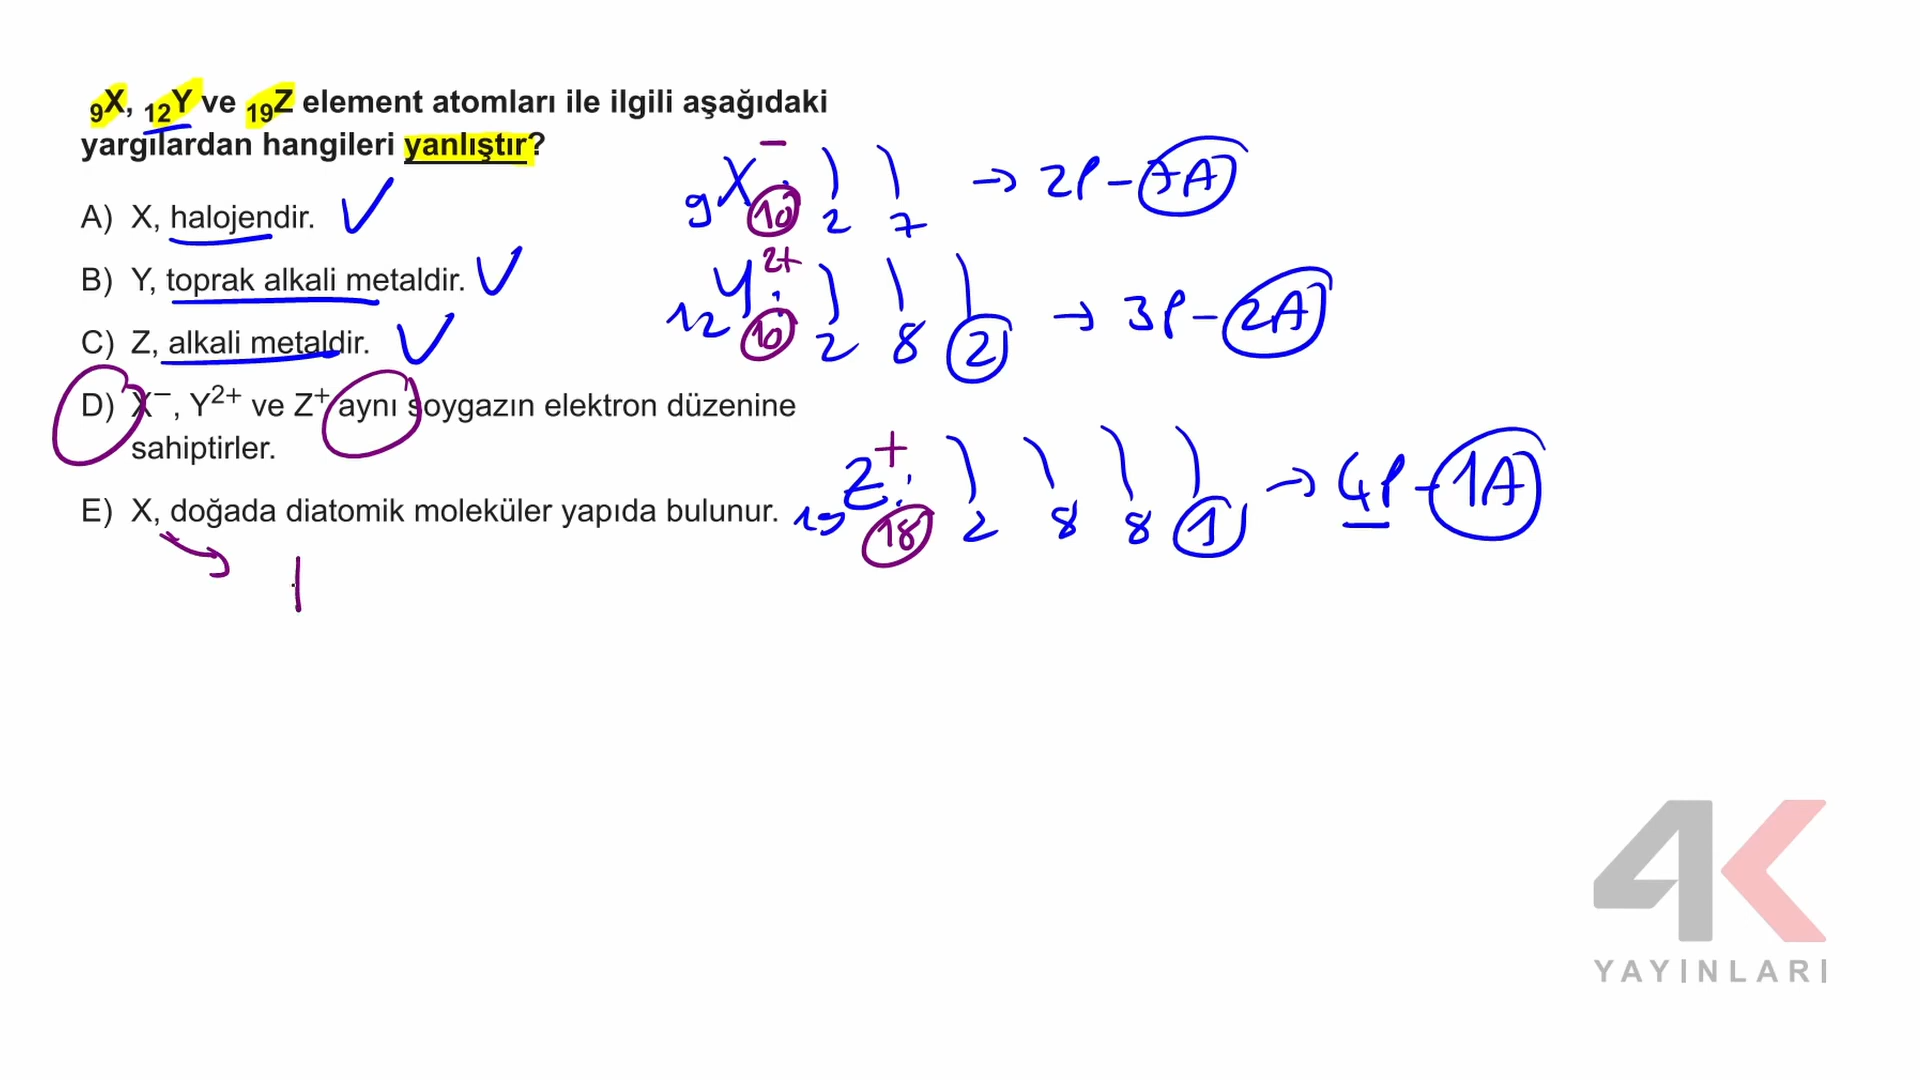 ₉X, ₁₂Y ve ₁₉Z element atomları ile ilgili aşağıdaki
yargılardan hangileri yanlıştır?
A) X, halojendir.
B) Y, toprak alkali metaldir.
C) Z, alkali metaldir.
D) X⁻, Y²⁺ ve Z⁺ aynı soygazın elektron düzenine
sahiptirler.
E) X, doğada diatomik moleküler yapıda bulunur.
₉X⁻: 10 ) 2 ) 7 → 2P - 7A
₁₂Y²⁺: 10 ) 2 ) 8 ) 2 → 3P - 2A
₁₉Z⁺: 18 ) 2 ) 8 ) 8 ) 1 → 4P - 1A
4K
YAYINLARI